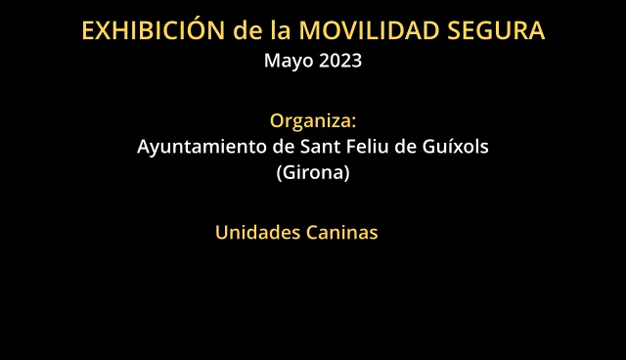 EXHIBICIÓN de la MOVILIDAD SEGURA
Mayo 2023
Organiza:
Ayuntamiento de Sant Feliu de Guíxols
(Girona)
Unidades Caninas